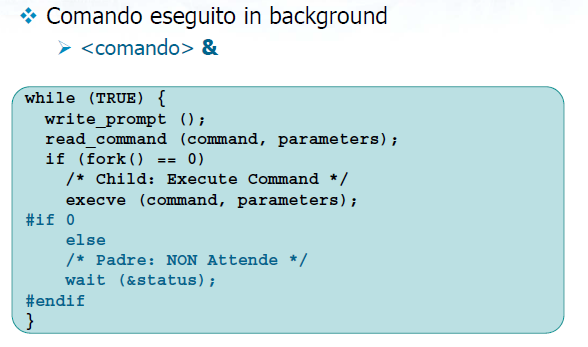 ❖ Comando eseguito in background
➢ <comando> &
while (TRUE) {
  write_prompt ();
  read_command (command, parameters);
  if (fork() == 0)
    /* Child: Execute Command */
    execve (command, parameters);
#if 0
    else
    /* Padre: NON Attende */
    wait (&status);
#endif
}